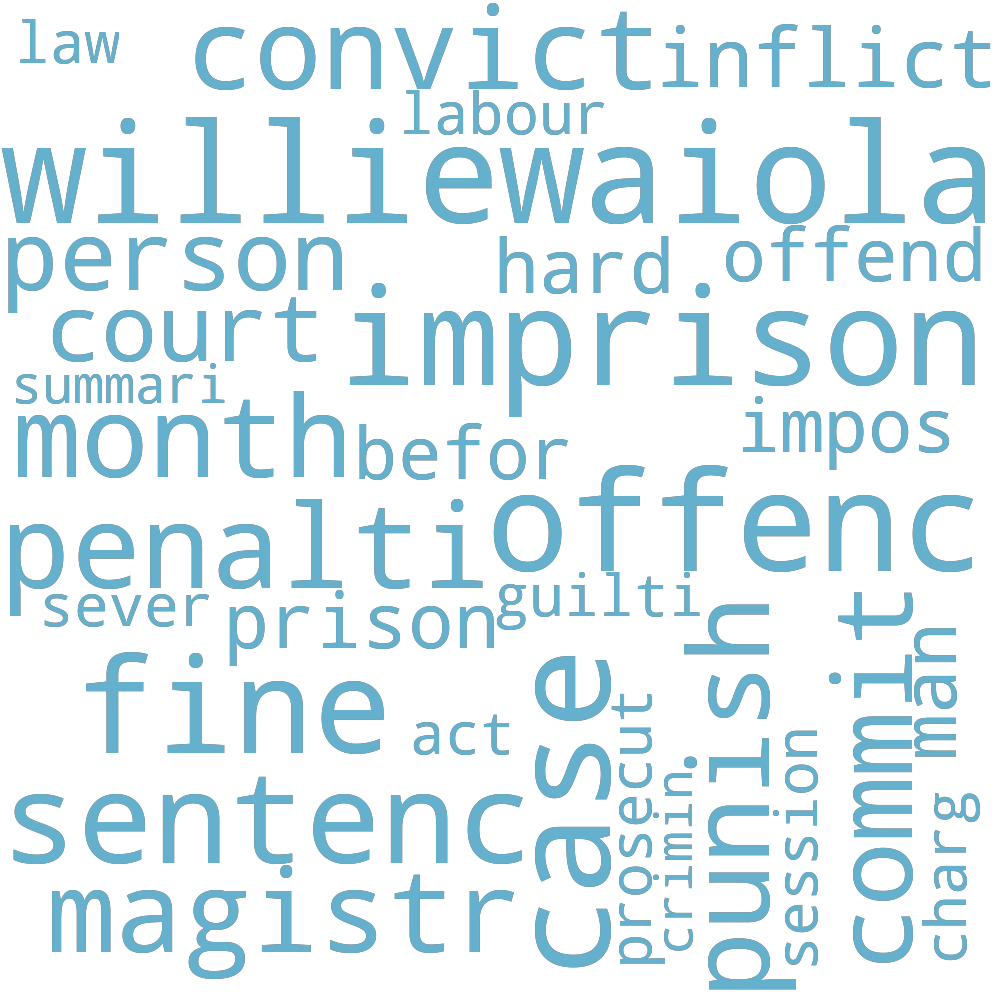 law convict inflict
labour
williewaiola
person hard offend
court imprison
summari
month befor impos
penalti offenc
sever prison guilti
fine act
sentenc
magistr
case prosecut crimin punish session commit charg man